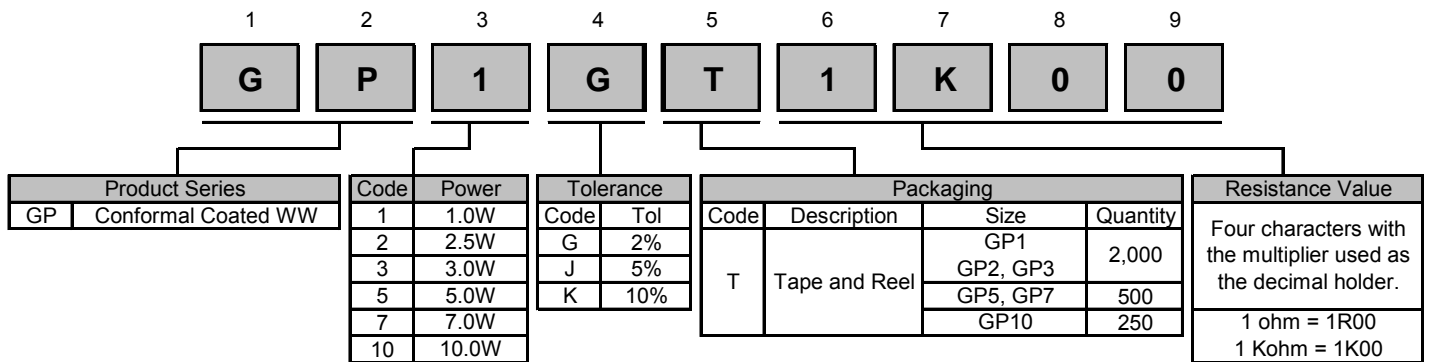 1 2 3 4 5 6 7 8 9
G P 1 G T 1 K 0 0
Product Series
GP Conformal Coated WW
Code Power
1 1.0W
2 2.5W
3 3.0W
5 5.0W
7 7.0W
10 10.0W
Tolerance
Code Tol
G 2%
J 5%
K 10%
Packaging
Code Description Size Quantity
T Tape and Reel
GP1
GP2, GP3
2,000
GP5, GP7 500
GP10 250
Resistance Value
Four characters with
the multiplier used as
the decimal holder.
1 ohm = 1R00
1 Kohm = 1K00